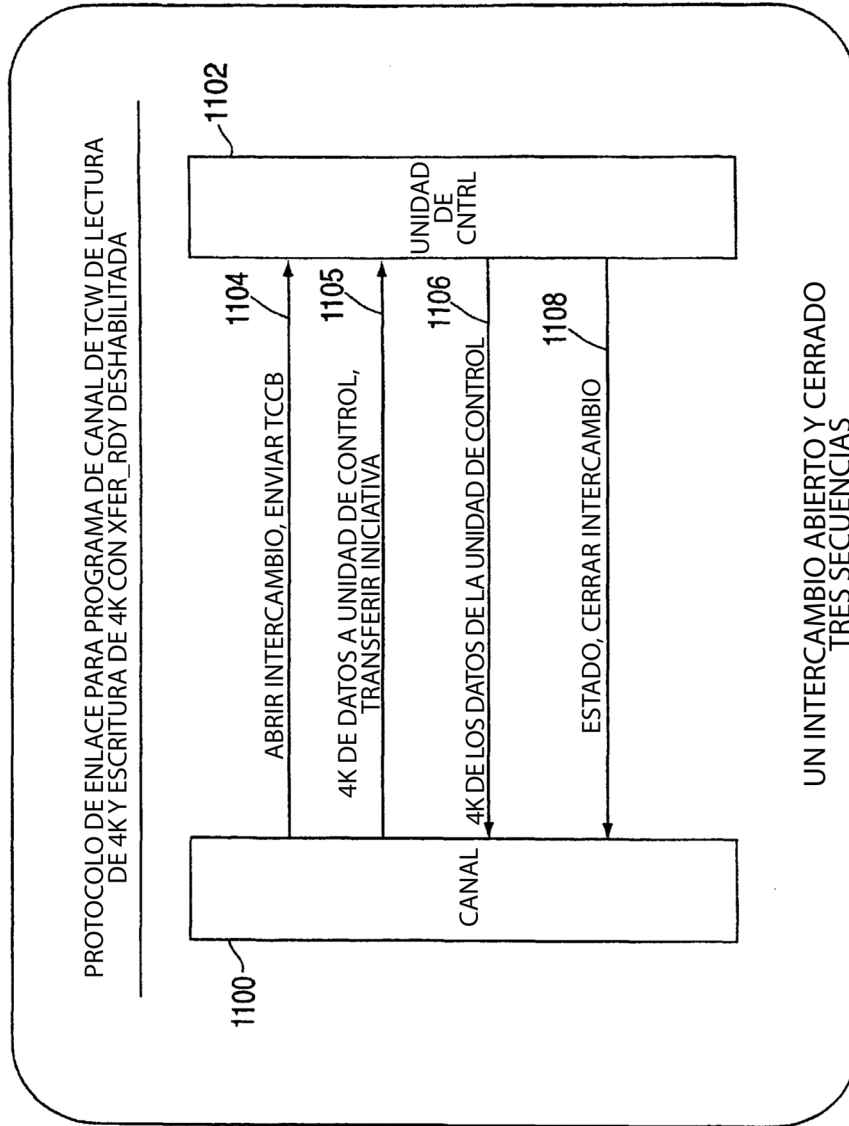 PROTOCOLO DE ENLACE PARA PROGRAMA DE CANAL DE TCW DE LECTURA
DE 4K Y ESCRITURA DE 4K CON XFER_RDY DESHABILITADA
1100
1102
CANAL
UNIDAD
DE
CNTRL
ABRIR INTERCAMBIO, ENVIAR TCCB
1104
4K DE DATOS A UNIDAD DE CONTROL,
TRANSFERIR INICIATIVA
1105
4K DE LOS DATOS DE LA UNIDAD DE CONTROL
1106
ESTADO, CERRAR INTERCAMBIO
1108
UN INTERCAMBIO ABIERTO Y CERRADO
TRES SECUENCIAS